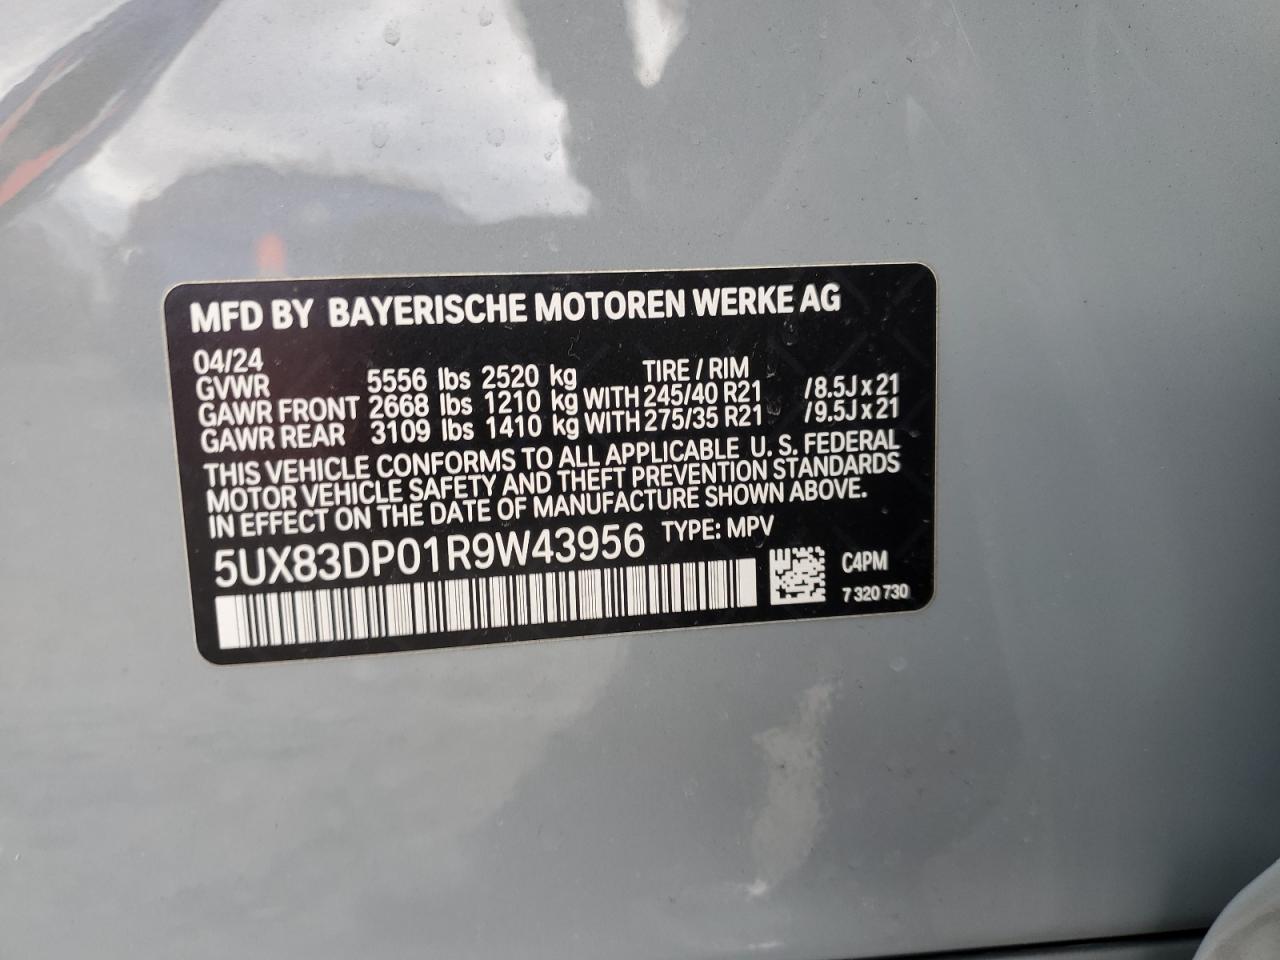 MFD BY BAYERISCHE MOTOREN WERKE AG
04/24 TIRE / RIM
GVWR 5556 lbs 2520 kg
GAWR FRONT 2668 lbs 1210 kg WITH 245/40 R21 /8.5J x 21
GAWR REAR 3109 lbs 1410 kg WITH 275/35 R21 /9.5J x 21
THIS VEHICLE CONFORMS TO ALL APPLICABLE U. S. FEDERAL
MOTOR VEHICLE SAFETY AND THEFT PREVENTION STANDARDS
IN EFFECT ON THE DATE OF MANUFACTURE SHOWN ABOVE.
5UX83DP01R9W43956 TYPE: MPV
C4PM
7 320 730